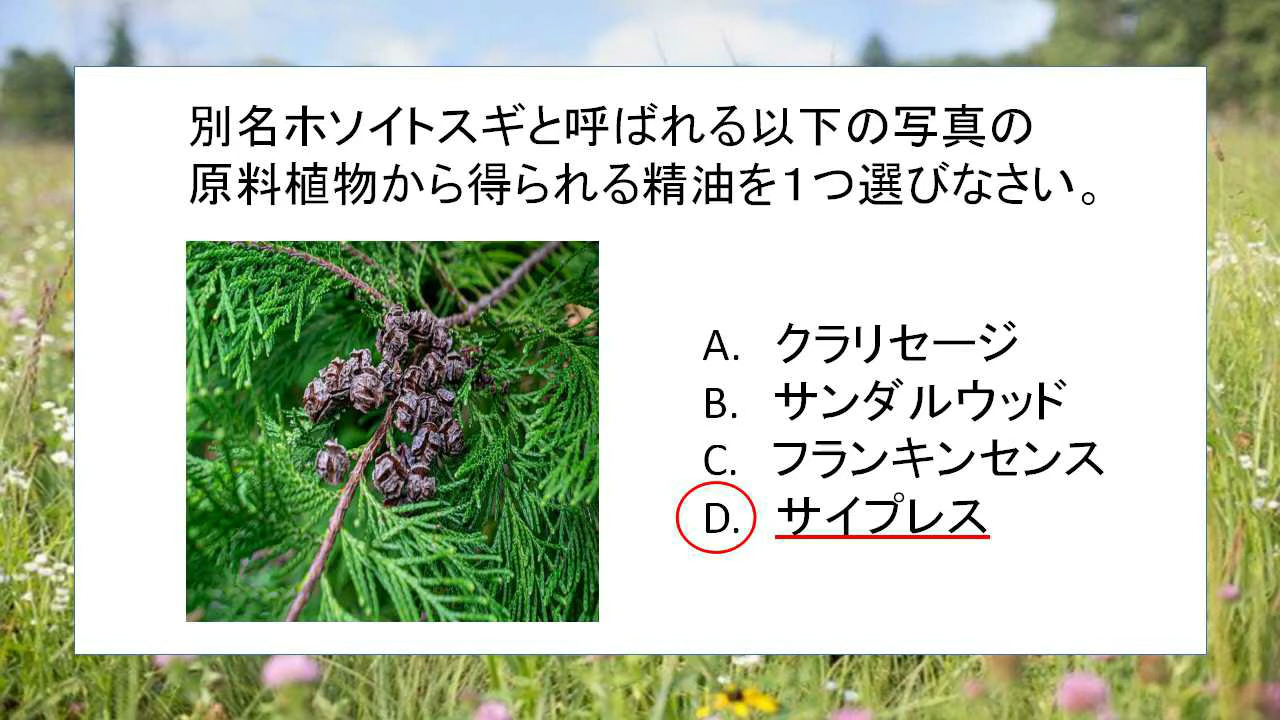 別名ホソイトスギと呼ばれる以下の写真の
原料植物から得られる精油を１つ選びなさい。
A. クラリセージ
B. サンダルウッド
C. フランキンセンス
D. サイプレス